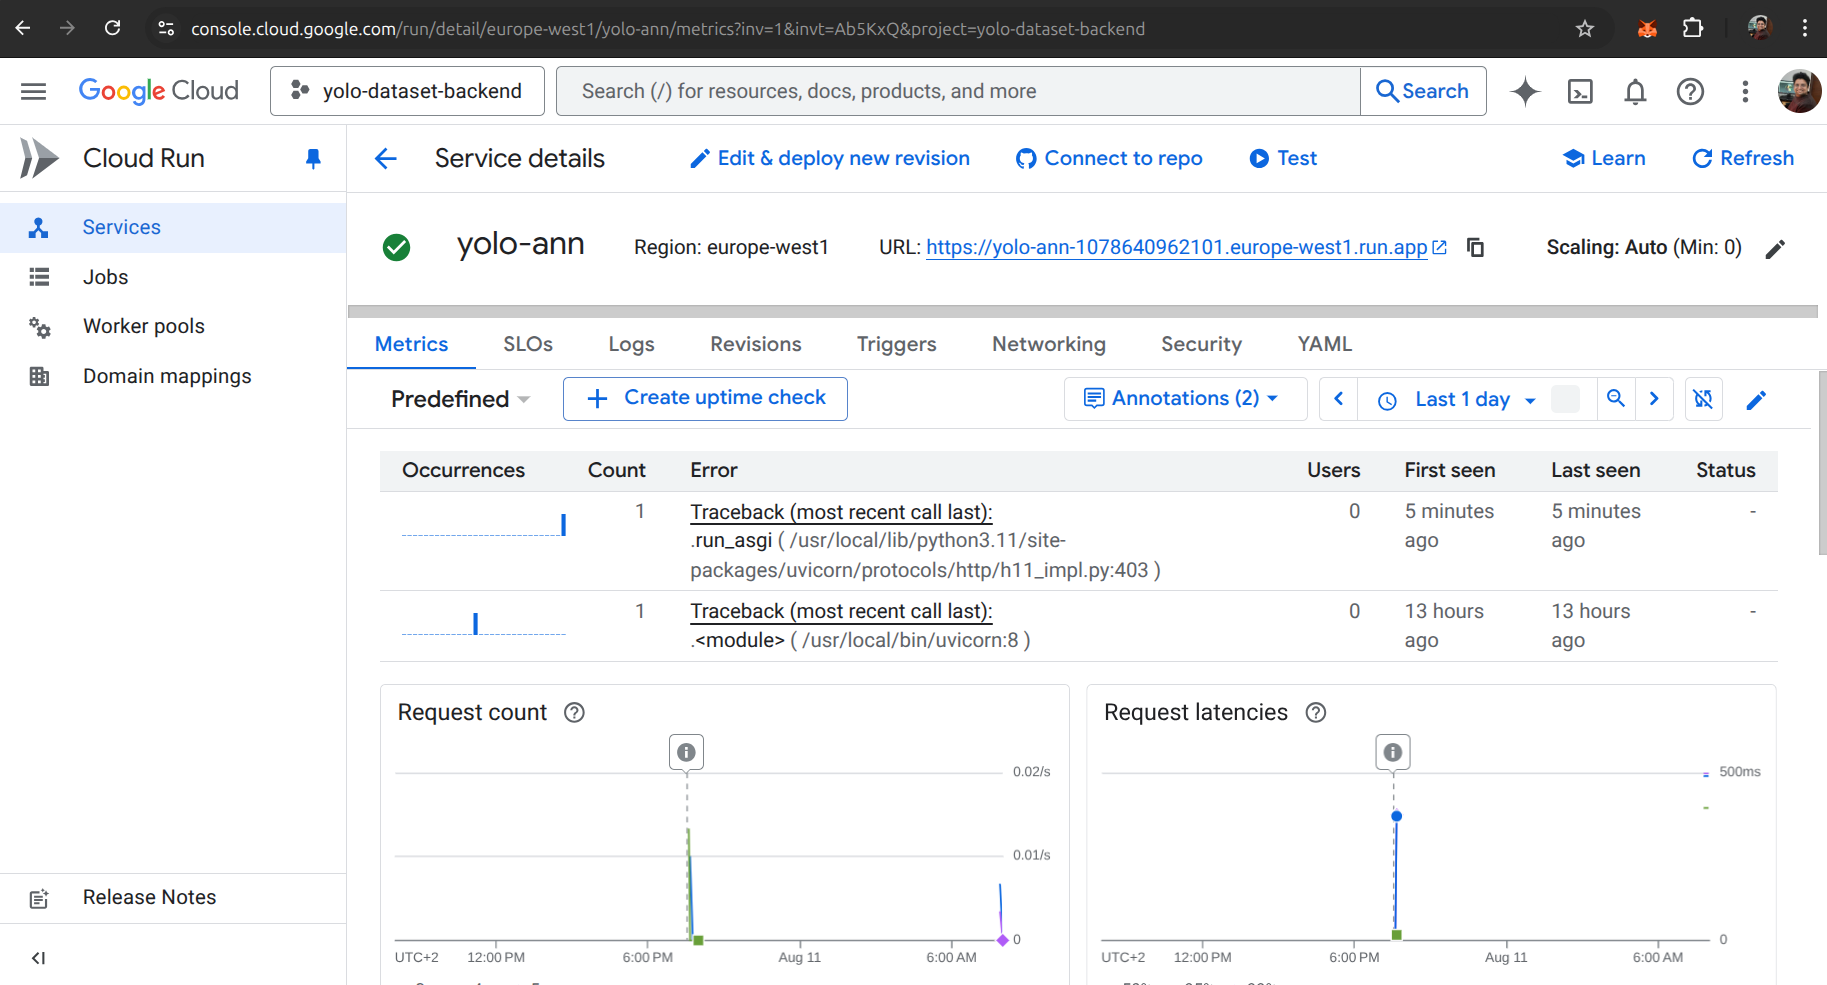 console.cloud.google.com/run/detail/europe-west1/yolo-ann/metrics?inv=1&invt=Ab5KxQ&project=yolo-dataset-backend
Google Cloud
yolo-dataset-backend
Search (/) for resources, docs, products, and more
Search
Cloud Run
Service details
Edit & deploy new revision
Connect to repo
Test
Learn
Refresh
Services
Jobs
Worker pools
Domain mappings
Release Notes
yolo-ann
Region: europe-west1
URL: https://yolo-ann-1078640962101.europe-west1.run.app
Scaling: Auto (Min: 0)
Metrics
SLOs
Logs
Revisions
Triggers
Networking
Security
YAML
Predefined
Create uptime check
Annotations (2)
Last 1 day
Occurrences Count Error Users First seen Last seen Status
1 Traceback (most recent call last): 0 5 minutes 5 minutes -
.run_asgi ( /usr/local/lib/python3.11/site- ago ago
packages/uvicorn/protocols/http/h11_impl.py:403 )
1 Traceback (most recent call last): 0 13 hours 13 hours -
.<module> ( /usr/local/bin/uvicorn:8 ) ago ago
Request count
0.02/s
0.01/s
0
UTC+2 12:00 PM 6:00 PM Aug 11 6:00 AM
Request latencies
500ms
0
UTC+2 12:00 PM 6:00 PM Aug 11 6:00 AM